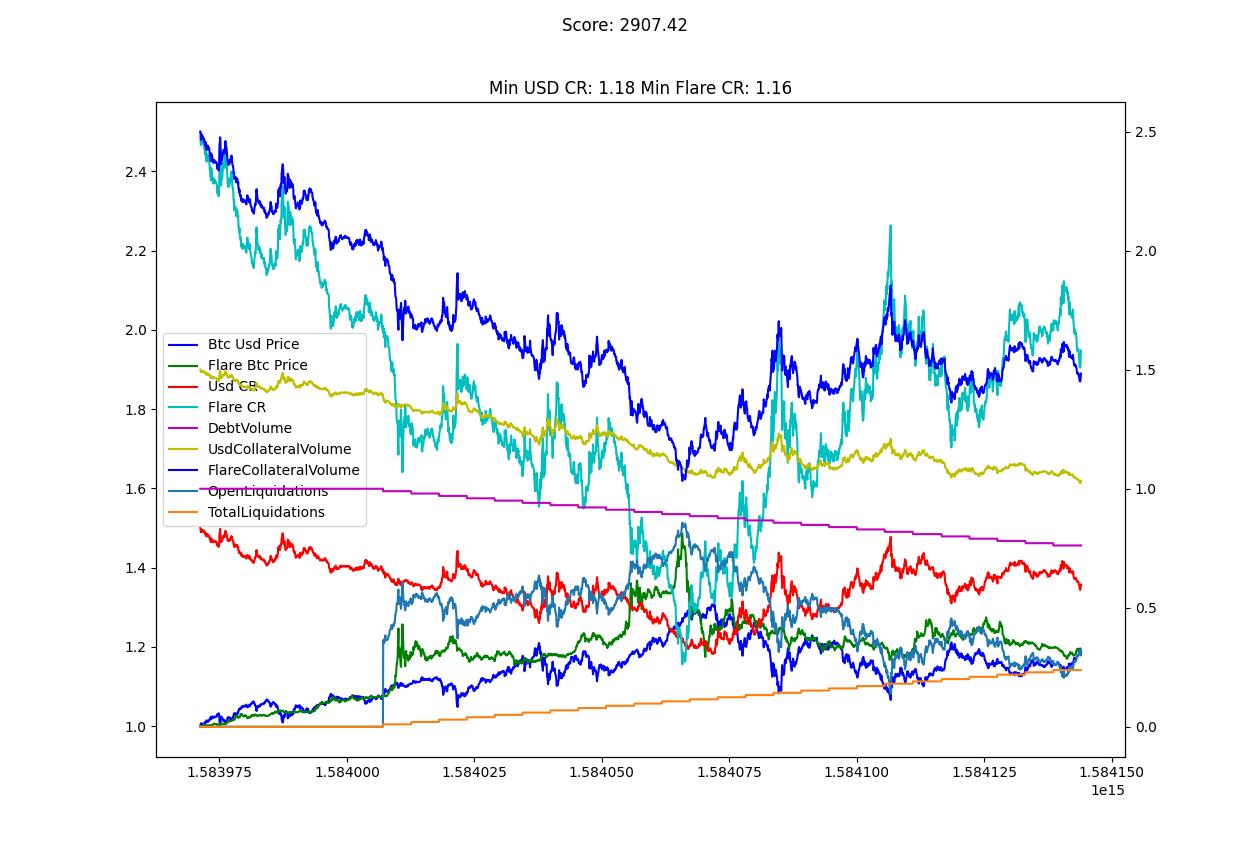 Score: 2907.42
Min USD CR: 1.18 Min Flare CR: 1.16
2.4
2.2
2.0
1.8
1.6
1.4
1.2
1.0
Btc Usd Price
Flare Btc Price
Usd CR
Flare CR
DebtVolume
UsdCollateralVolume
FlareCollateralVolume
OpenLiquidations
TotalLiquidations
2.5
2.0
1.5
1.0
0.5
0.0
1.583975 1.584000 1.584025 1.584050 1.584075 1.584100 1.584125 1.584150
1e15